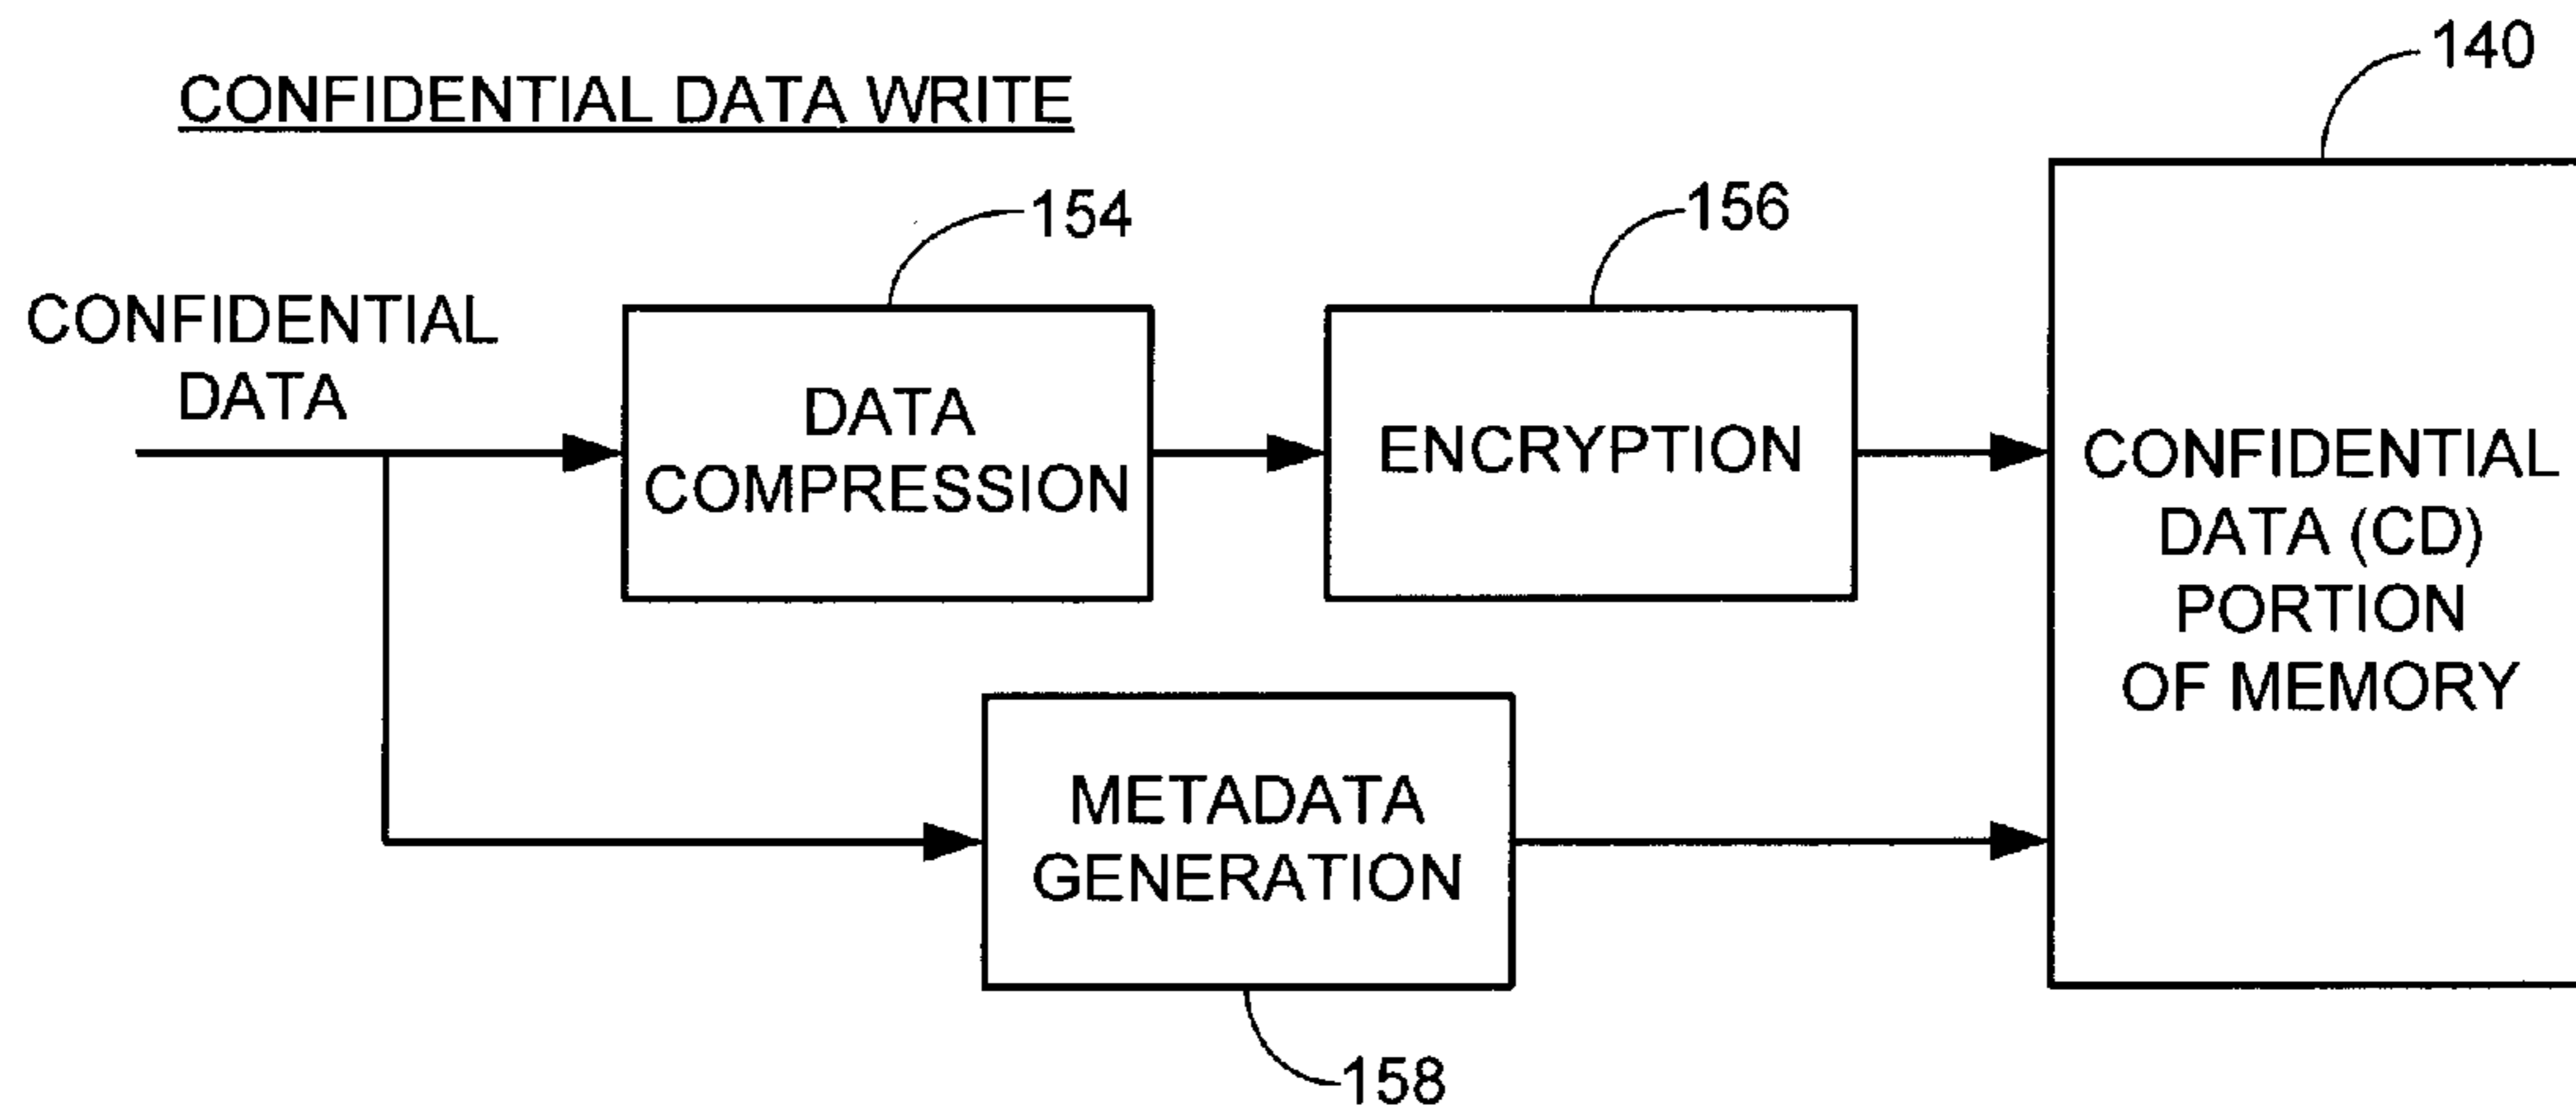 140
CONFIDENTIAL DATA WRITE
154
156
CONFIDENTIAL
DATA
DATA
COMPRESSION
ENCRYPTION
CONFIDENTIAL
DATA (CD)
PORTION
OF MEMORY
METADATA
GENERATION
158